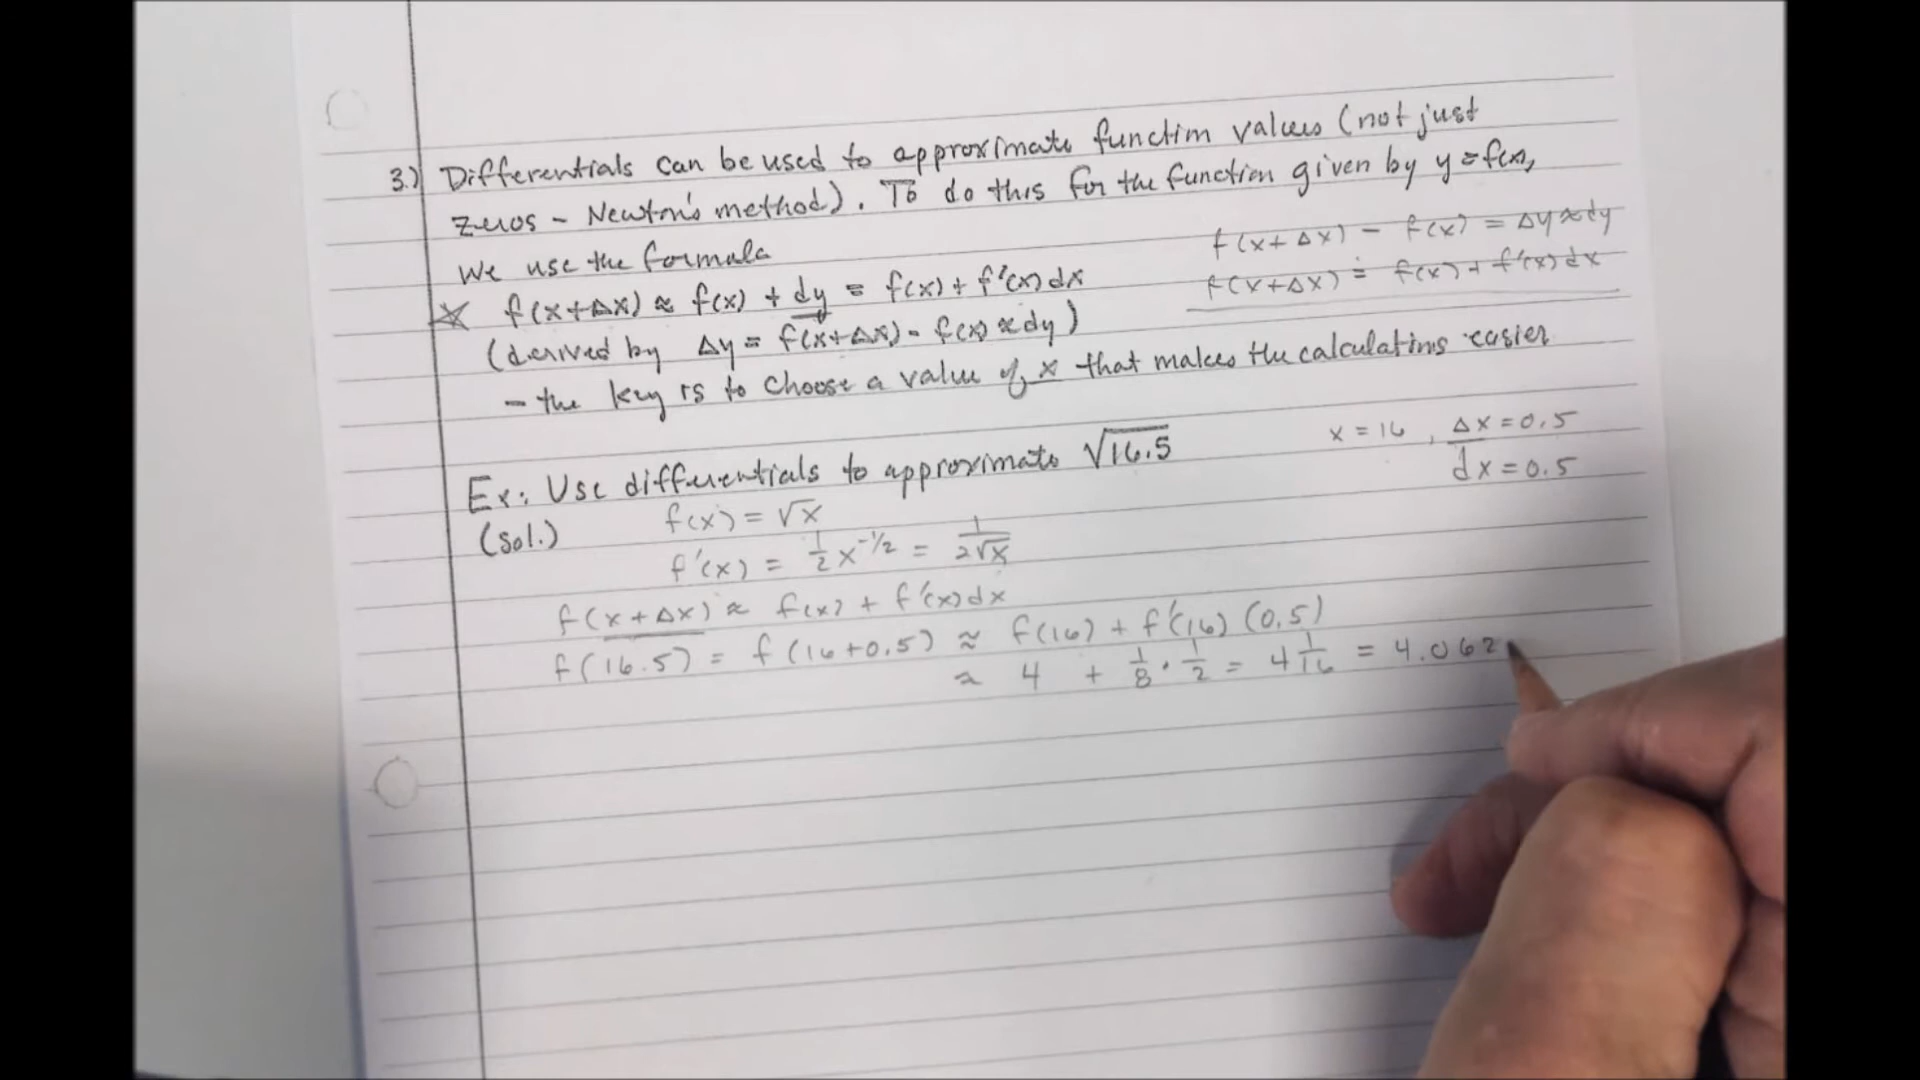 3.) Differentials can be used to approximate function values (not just
zeros - Newton's method). To do this for the function given by y = f(x),
we use the formula
f(x+Δx) - f(x) = Δy ≈ dy
f(x+Δx) ≈ f(x) + dy = f(x) + f'(x) dx
f(x+Δx) ≈ f(x) + f'(x) dx
(derived by Δy = f(x+Δx) - f(x) ≈ dy)
- the key is to choose a value of x that makes the calculations easier
Ex: Use differentials to approximate √16.5
x = 16, Δx = 0.5
dx = 0.5
(sol.) f(x) = √x
f'(x) = 1/2 x^-1/2 = 1/(2√x)
f(x+Δx) ≈ f(x) + f'(x) dx
f(16.5) = f(16+0.5) ≈ f(16) + f'(16) (0.5)
≈ 4 + 1/8 · 1/2 = 4 1/16 = 4.062